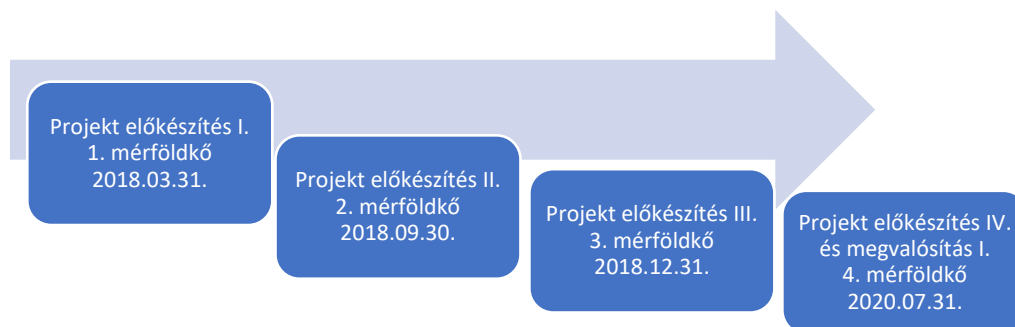 Projekt előkészítés I.
1. mérföldkő
2018.03.31.
Projekt előkészítés II.
2. mérföldkő
2018.09.30.
Projekt előkészítés III.
3. mérföldkő
2018.12.31.
Projekt előkészítés IV.
és megvalósítás I.
4. mérföldkő
2020.07.31.